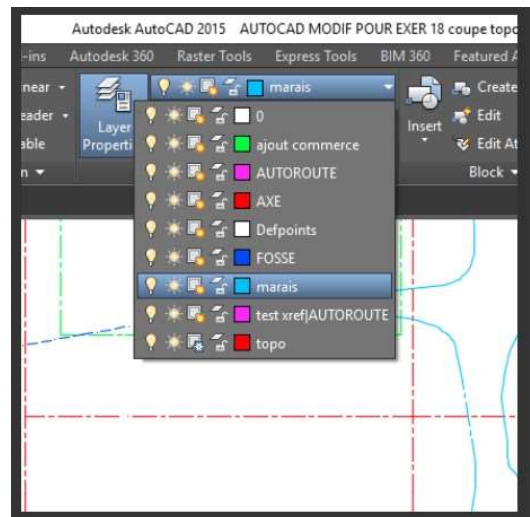 Autodesk AutoCAD 2015 AUTOCAD MODIF POUR EXER 18 coupe topo
-ins Autodesk 360 Raster Tools Express Tools BIM 360 Featured A
near
marais
Create
eader
Layer
Properti
Insert
Edit
able
Edit At
Block
0
ajout commerce
AUTOROUTE
AXE
Defpoints
FOSSE
marais
test xref|AUTOROUTE
topo